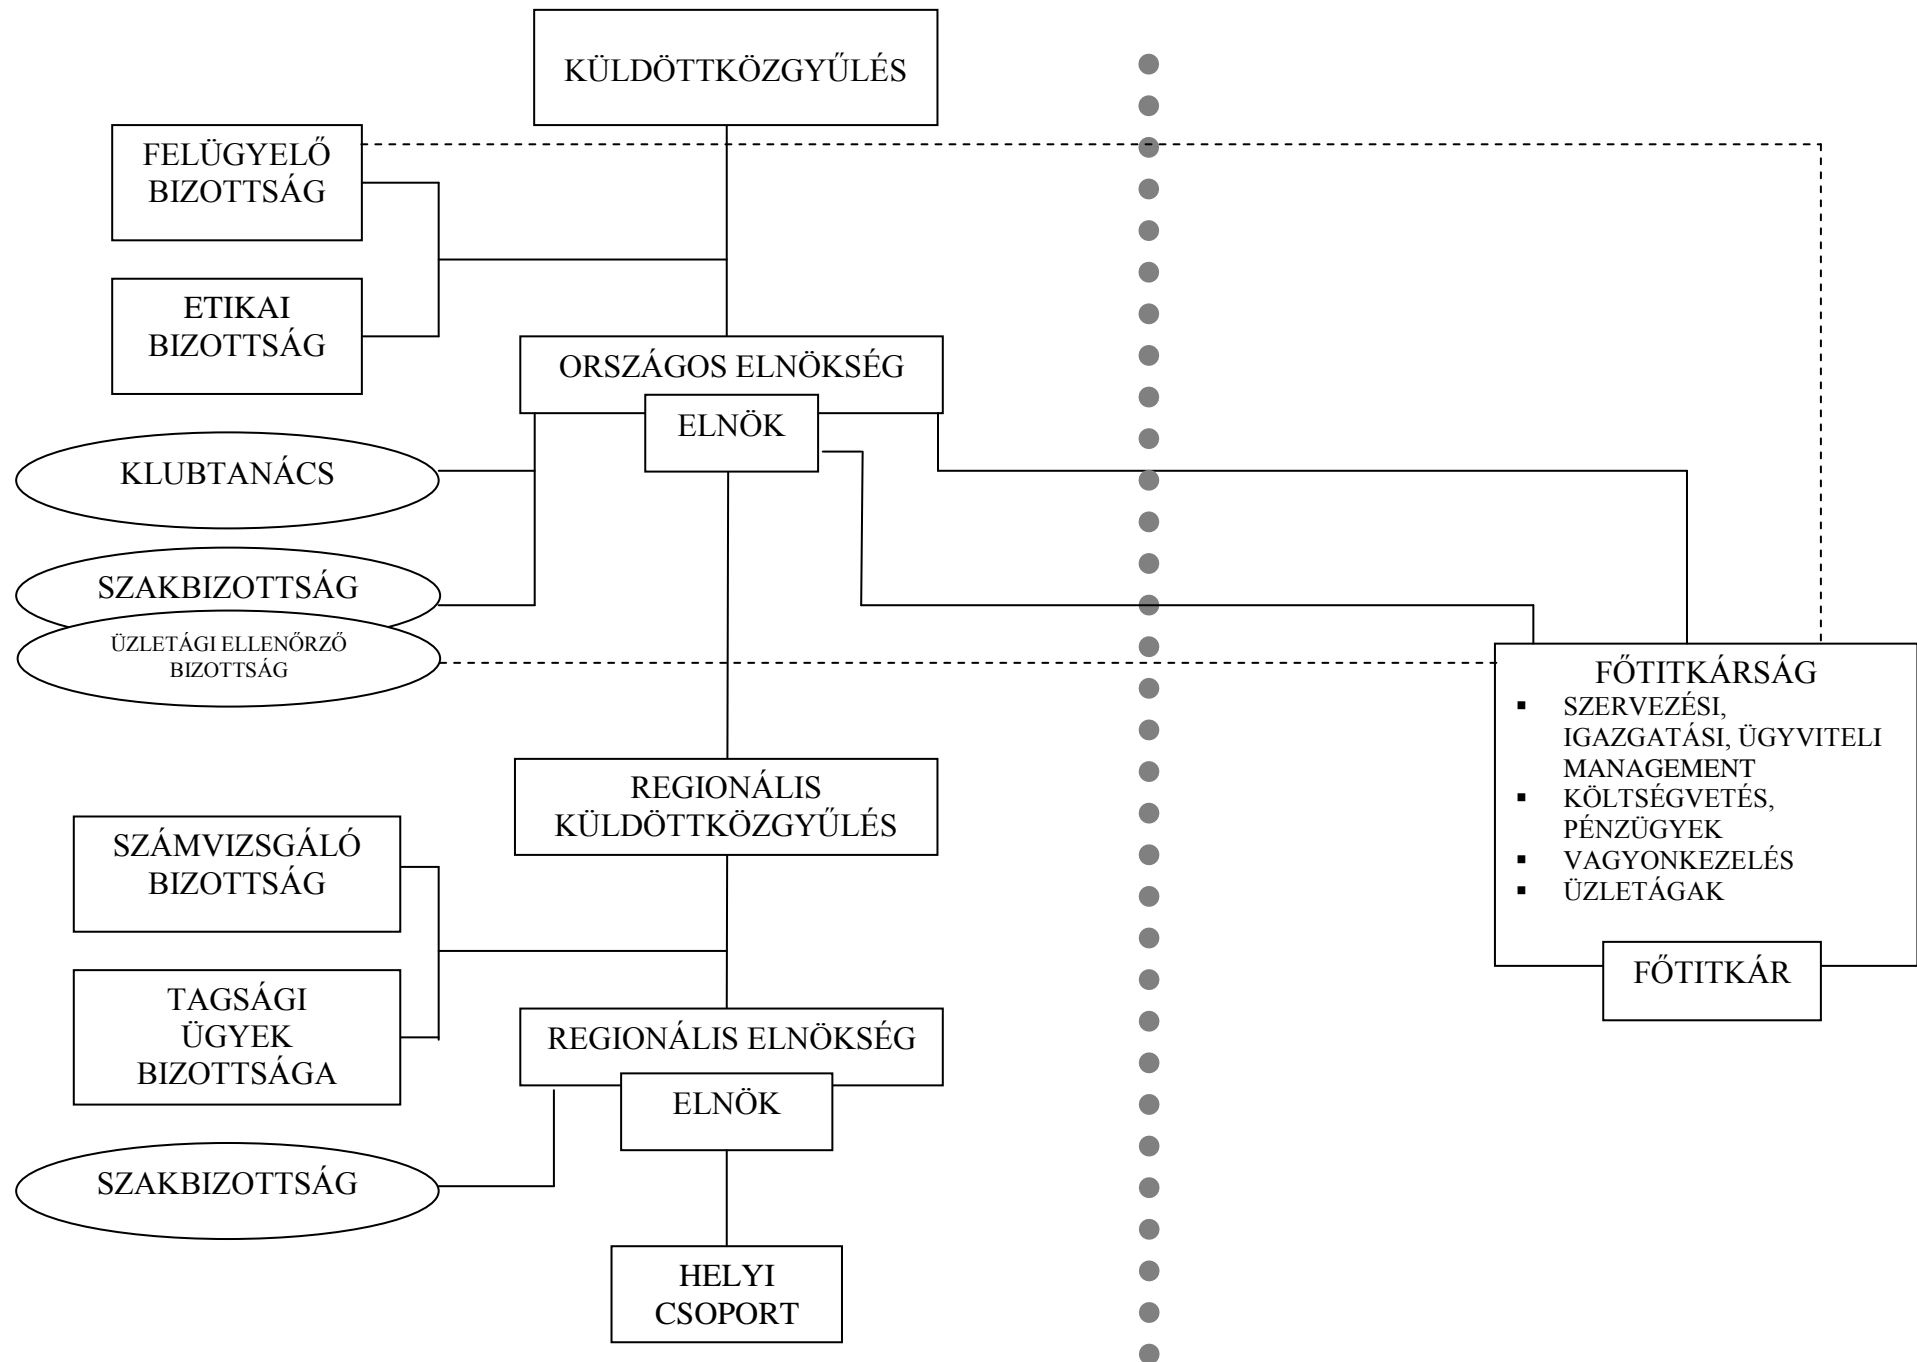 KÜLDÖTTKÖZGYŰLÉS
FELÜGYELŐ
BIZOTTSÁG
ETIKAI
BIZOTTSÁG
ORSZÁGOS ELNÖKSÉG
ELNÖK
KLUBTANÁCS
SZAKBIZOTTSÁG
ÜZLETÁGI ELLENŐRZŐ
BIZOTTSÁG
FŐTITKÁRSÁG
▪ SZERVEZÉSI,
IGAZGATÁSI, ÜGYVITELI
MANAGEMENT
▪ KÖLTSÉGVETÉS,
PÉNZÜGYEK
▪ VAGYONKEZELÉS
▪ ÜZLETÁGAK
FŐTITKÁR
REGIONÁLIS
KÜLDÖTTKÖZGYŰLÉS
SZÁMVIZSGÁLÓ
BIZOTTSÁG
TAGSÁGI
ÜGYEK
BIZOTTSÁGA
REGIONÁLIS ELNÖKSÉG
ELNÖK
SZAKBIZOTTSÁG
HELYI
CSOPORT